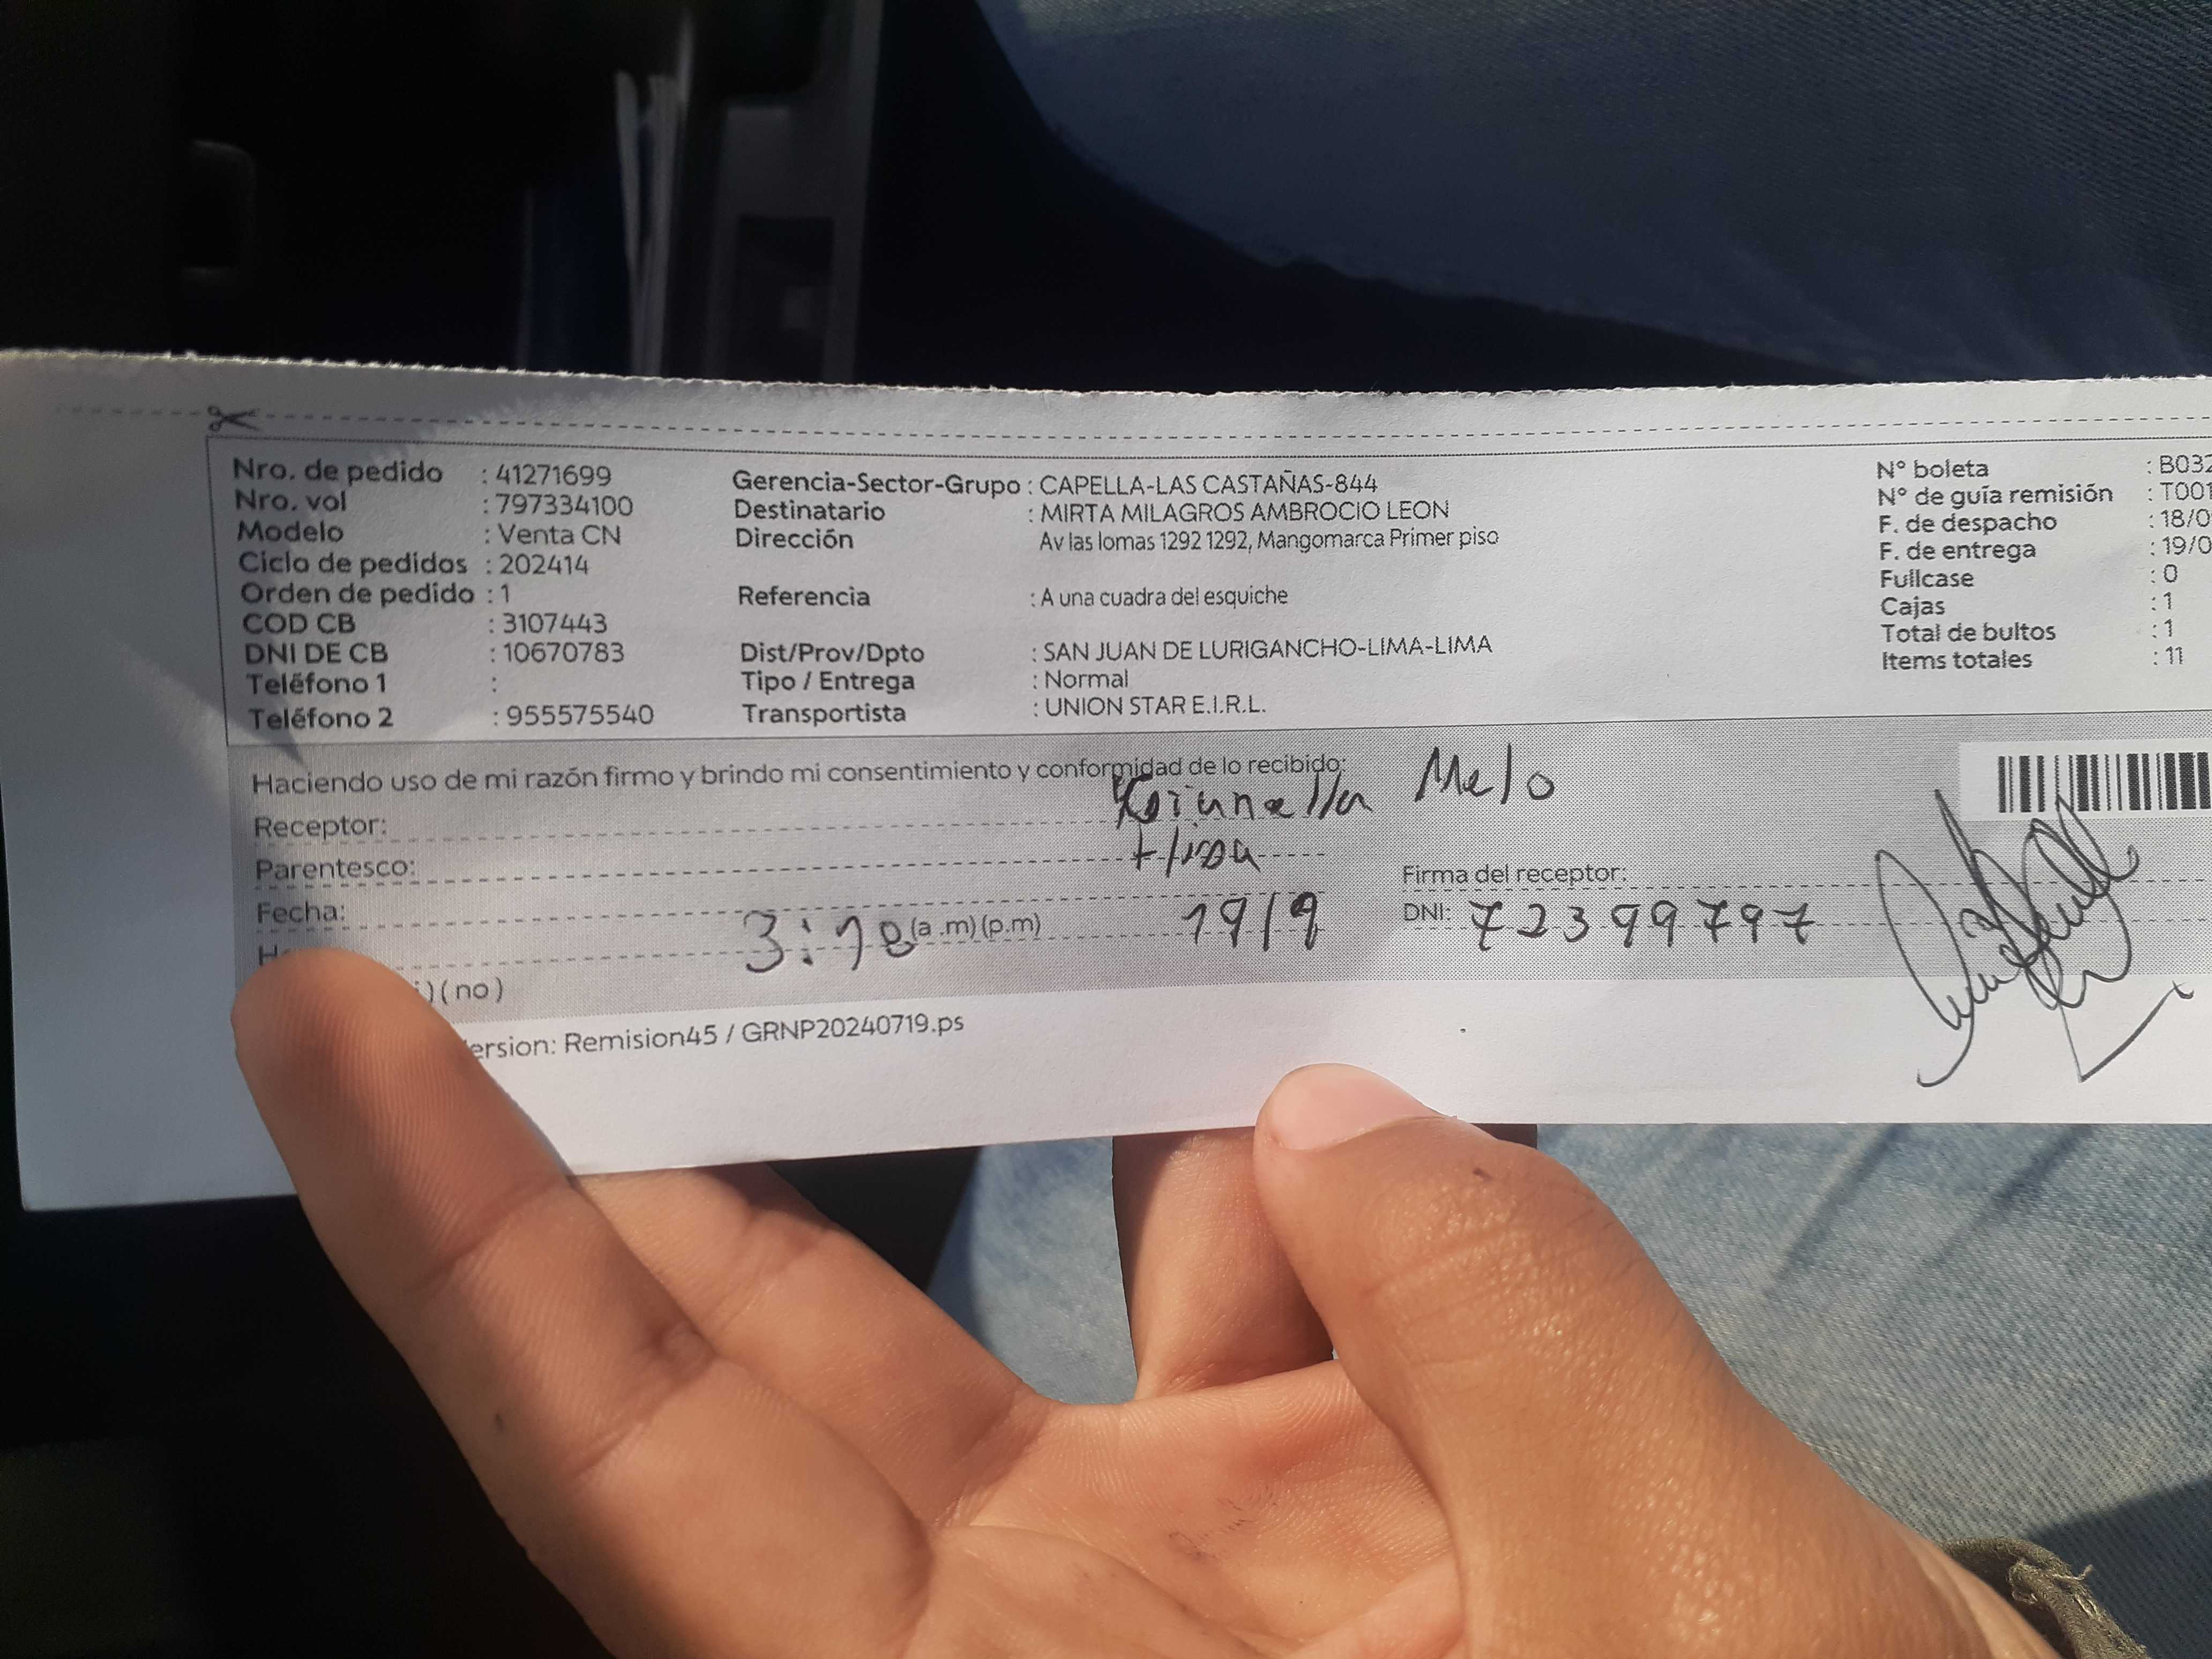 Nro. de pedido : 41271699
Nro. vol : 797334100
Modelo : Venta CN
Ciclo de pedidos : 202414
Orden de pedido : 1
COD CB : 3107443
DNI DE CB : 10670783
Teléfono 1 :
Teléfono 2 : 955575540
Gerencia-Sector-Grupo : CAPELLA-LAS CASTAÑAS-844
Destinatario : MIRTA MILAGROS AMBROCIO LEON
Dirección Av las lomas 1292 1292, Mangomarca Primer piso
Referencia : A una cuadra del esquiche
Dist/Prov/Dpto : SAN JUAN DE LURIGANCHO-LIMA-LIMA
Tipo / Entrega : Normal
Transportista : UNION STAR E.I.R.L.
N° boleta : B032
N° de guía remisión : T001
F. de despacho : 18/0
F. de entrega : 19/0
Fullcase : 0
Cajas : 1
Total de bultos : 1
Items totales : 11
Haciendo uso de mi razón firmo y brindo mi consentimiento y conformidad de lo recibido:
Receptor: Melo
Parentesco:
Fecha: 19/9
3:18 (a .m) (p.m)
( no )
Firma del receptor:
DNI: 72399797
ersion: Remision45 / GRNP20240719.ps